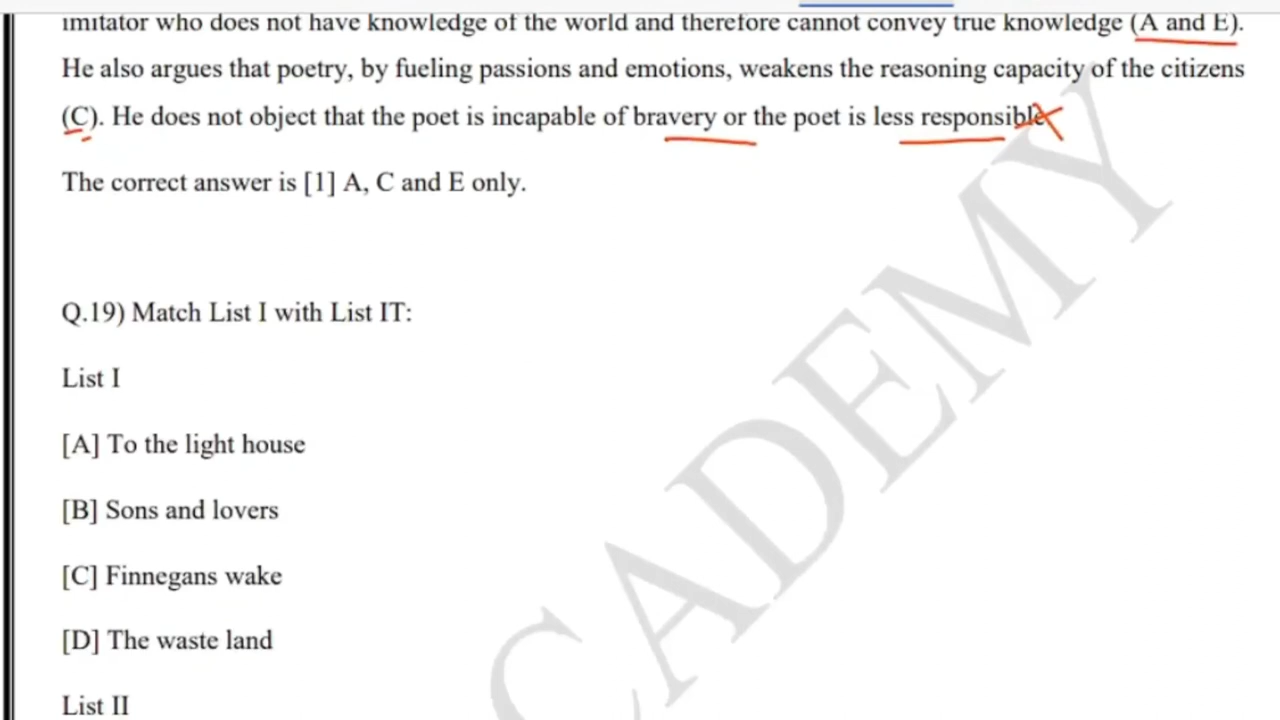 imitator who does not have knowledge of the world and therefore cannot convey true knowledge (A and E).
He also argues that poetry, by fueling passions and emotions, weakens the reasoning capacity of the citizens
(C). He does not object that the poet is incapable of bravery or the poet is less responsible
The correct answer is [1] A, C and E only.
Q.19) Match List I with List IT:
List I
[A] To the light house
[B] Sons and lovers
[C] Finnegans wake
[D] The waste land
List II
CADEMY